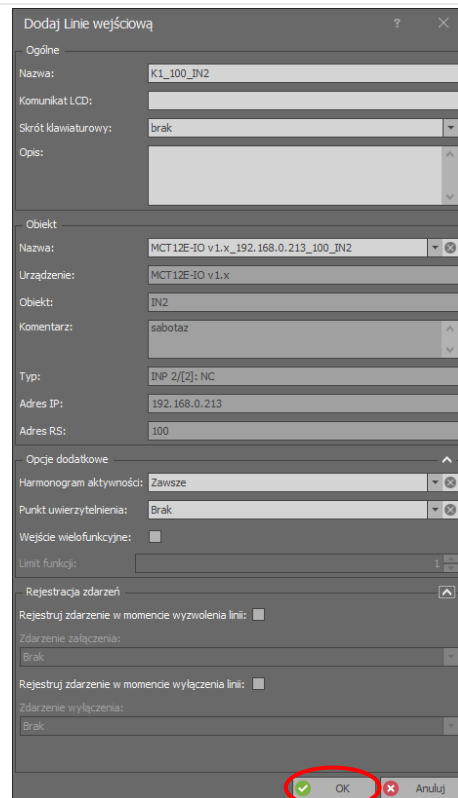 Dodaj Linie wejściową ?
Ogólne
Nazwa: K1_100_IN2
Komunikat LCD:
Skrót klawiaturowy: brak
Opis:
Obiekt
Nazwa: MCT12E-IO v1.x_192.168.0.213_100_IN2
Urządzenie: MCT12E-IO v1.x
Obiekt: IN2
Komentarz: sabotaz
Typ: INP 2/[2]: NC
Adres IP: 192.168.0.213
Adres RS: 100
Opcje dodatkowe
Harmonogram aktywności: Zawsze
Punkt uwierzytelnienia: Brak
Wejście wielofunkcyjne:
Limit funkcji: 1
Rejestracja zdarzeń
Rejestruj zdarzenie w momencie wyzwolenia linii:
Zdarzenie załączenia:
Brak
Rejestruj zdarzenie w momencie wyłączenia linii:
Zdarzenie wyłączenia:
Brak
OK Anuluj